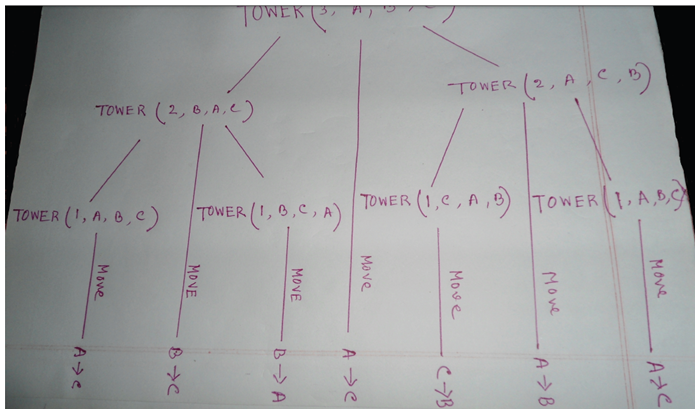 TOWER (3, A, B, C)
TOWER (2, A, C, B)
TOWER (2, B, A, C)
TOWER (1, A, B, C)
TOWER (1, B, C, A)
TOWER (1, C, A, B)
TOWER (1, A, B, C)
Move
MOVE
MOVE
Move
Move
Move
Move
A→C
B→C
B→A
A→C
C→B
A→B
A→C